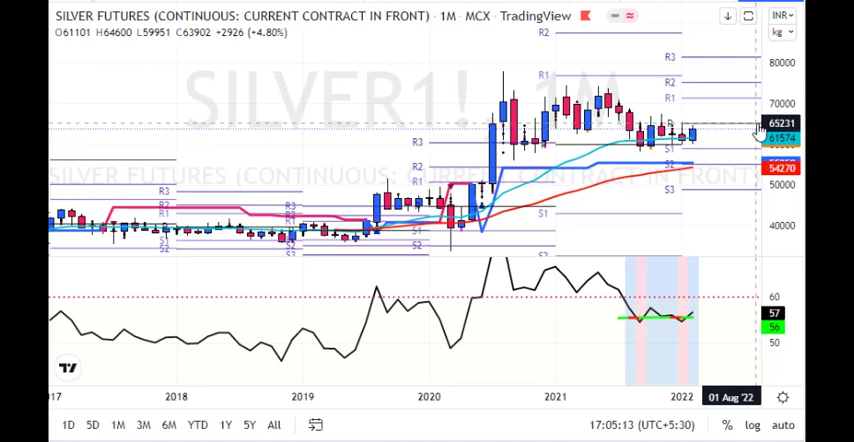 SILVER FUTURES (CONTINUOUS: CURRENT CONTRACT IN FRONT) · 1M · MCX · TradingView
O61101 H64600 L59951 C63902 +2926 (+4.80%)
INR
kg
SILVER1!, 1M
SILVER FUTURES (CONTINUOUS: CURRENT CONTRACT IN FRONT)
R2
R3
80000
R1
R2
70000
R1
65231
61574
S1
S2
54270
50000
S3
40000
R3
R2
R1
S1
S1
S2
R3
R2
R1
S1
S2
R3
R2
R1
S1
S2
S3
60
57
56
50
2017
2018
2019
2020
2021
2022
01 Aug '22
1D 5D 1M 3M 6M YTD 1Y 5Y All
17:05:13 (UTC+5:30)
% log auto